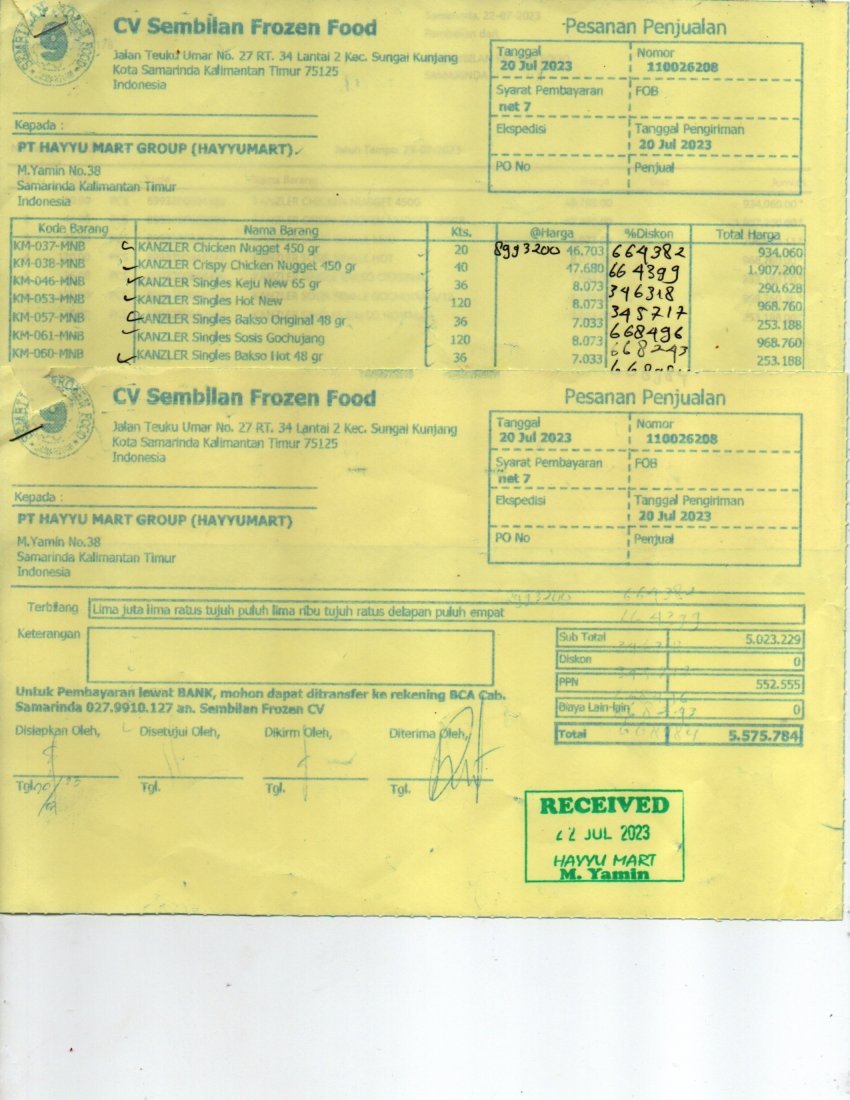 CV Sembilan Frozen Food
Jalan Teuku Umar No. 27 RT. 34 Lantai 2 Kec. Sungai Kunjang
Kota Samarinda Kalimantan Timur 75125
Indonesia
Pesanan Penjualan
Tanggal Nomor
20 Jul 2023 110026208
Syarat Pembayaran FOB
net 7
Ekspedisi Tanggal Pengiriman
20 Jul 2023
PO No Penjual
Kepada :
PT HAYYU MART GROUP (HAYYUMART)
M.Yamin No.38
Samarinda Kalimantan Timur
Indonesia
Kode Barang Nama Barang Kts. @Harga %Diskon Total Harga
KM-037-MNB KANZLER Chicken Nugget 450 gr 20 8993200 46.703 664382 934.060
KM-038-MNB KANZLER Crispy Chicken Nugget 450 gr 40 47.680 664399 1.907.200
KM-046-MNB KANZLER Singles Keju New 65 gr 36 8.073 346318 290.628
KM-053-MNB KANZLER Singles Hot New 120 8.073 345717 968.760
KM-057-MNB KANZLER Singles Bakso Original 48 gr 36 7.033 668496 253.188
KM-061-MNB KANZLER Singles Sosis Gochujang 120 8.073 668243 968.760
KM-060-MNB KANZLER Singles Bakso Hot 48 gr 36 7.033 253.188
CV Sembilan Frozen Food
Jalan Teuku Umar No. 27 RT. 34 Lantai 2 Kec. Sungai Kunjang
Kota Samarinda Kalimantan Timur 75125
Indonesia
Pesanan Penjualan
Tanggal Nomor
20 Jul 2023 110026208
Syarat Pembayaran FOB
net 7
Ekspedisi Tanggal Pengiriman
20 Jul 2023
PO No Penjual
Kepada :
PT HAYYU MART GROUP (HAYYUMART)
M.Yamin No.38
Samarinda Kalimantan Timur
Indonesia
Terbilang Lima juta lima ratus tujuh puluh lima ribu tujuh ratus delapan puluh empat
Keterangan
Sub Total 5.023.229
Diskon 0
PPN 552.555
Biaya Lain-lain 0
Total 5.575.784
Untuk Pembayaran lewat BANK, mohon dapat ditransfer ke rekening BCA Cab.
Samarinda 027.9910.127 an. Sembilan Frozen CV
Disiapkan Oleh, Disetujui Oleh, Dikirm Oleh, Diterima Oleh,
Tgl. Tgl. Tgl. Tgl.
RECEIVED
22 JUL 2023
HAYYU MART
M. Yamin